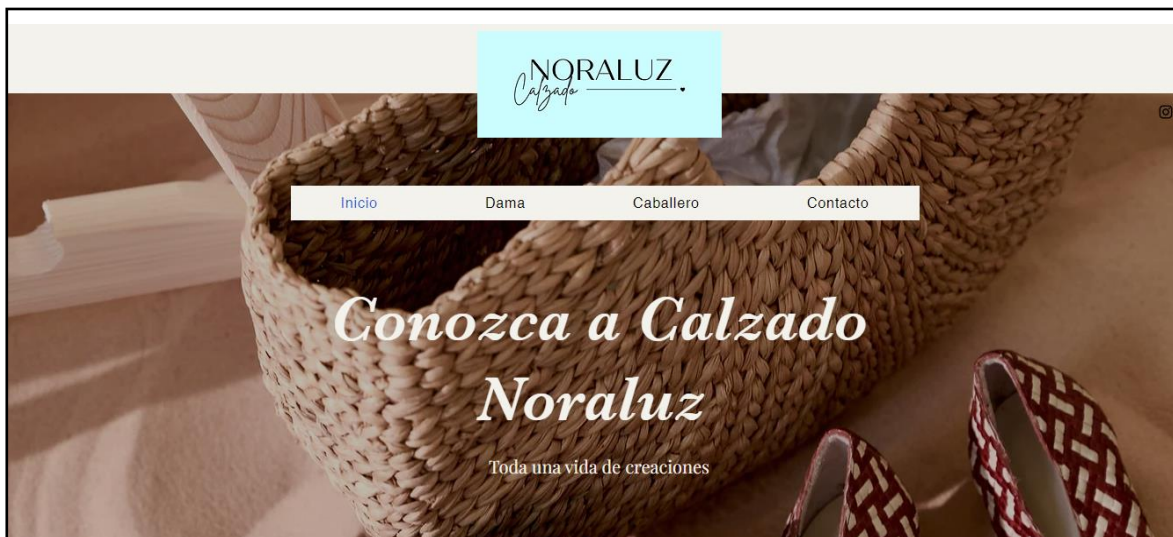 NORALUZ
Calzado
Inicio Dama Caballero Contacto
Conozca a Calzado
Noraluz
Toda una vida de creaciones